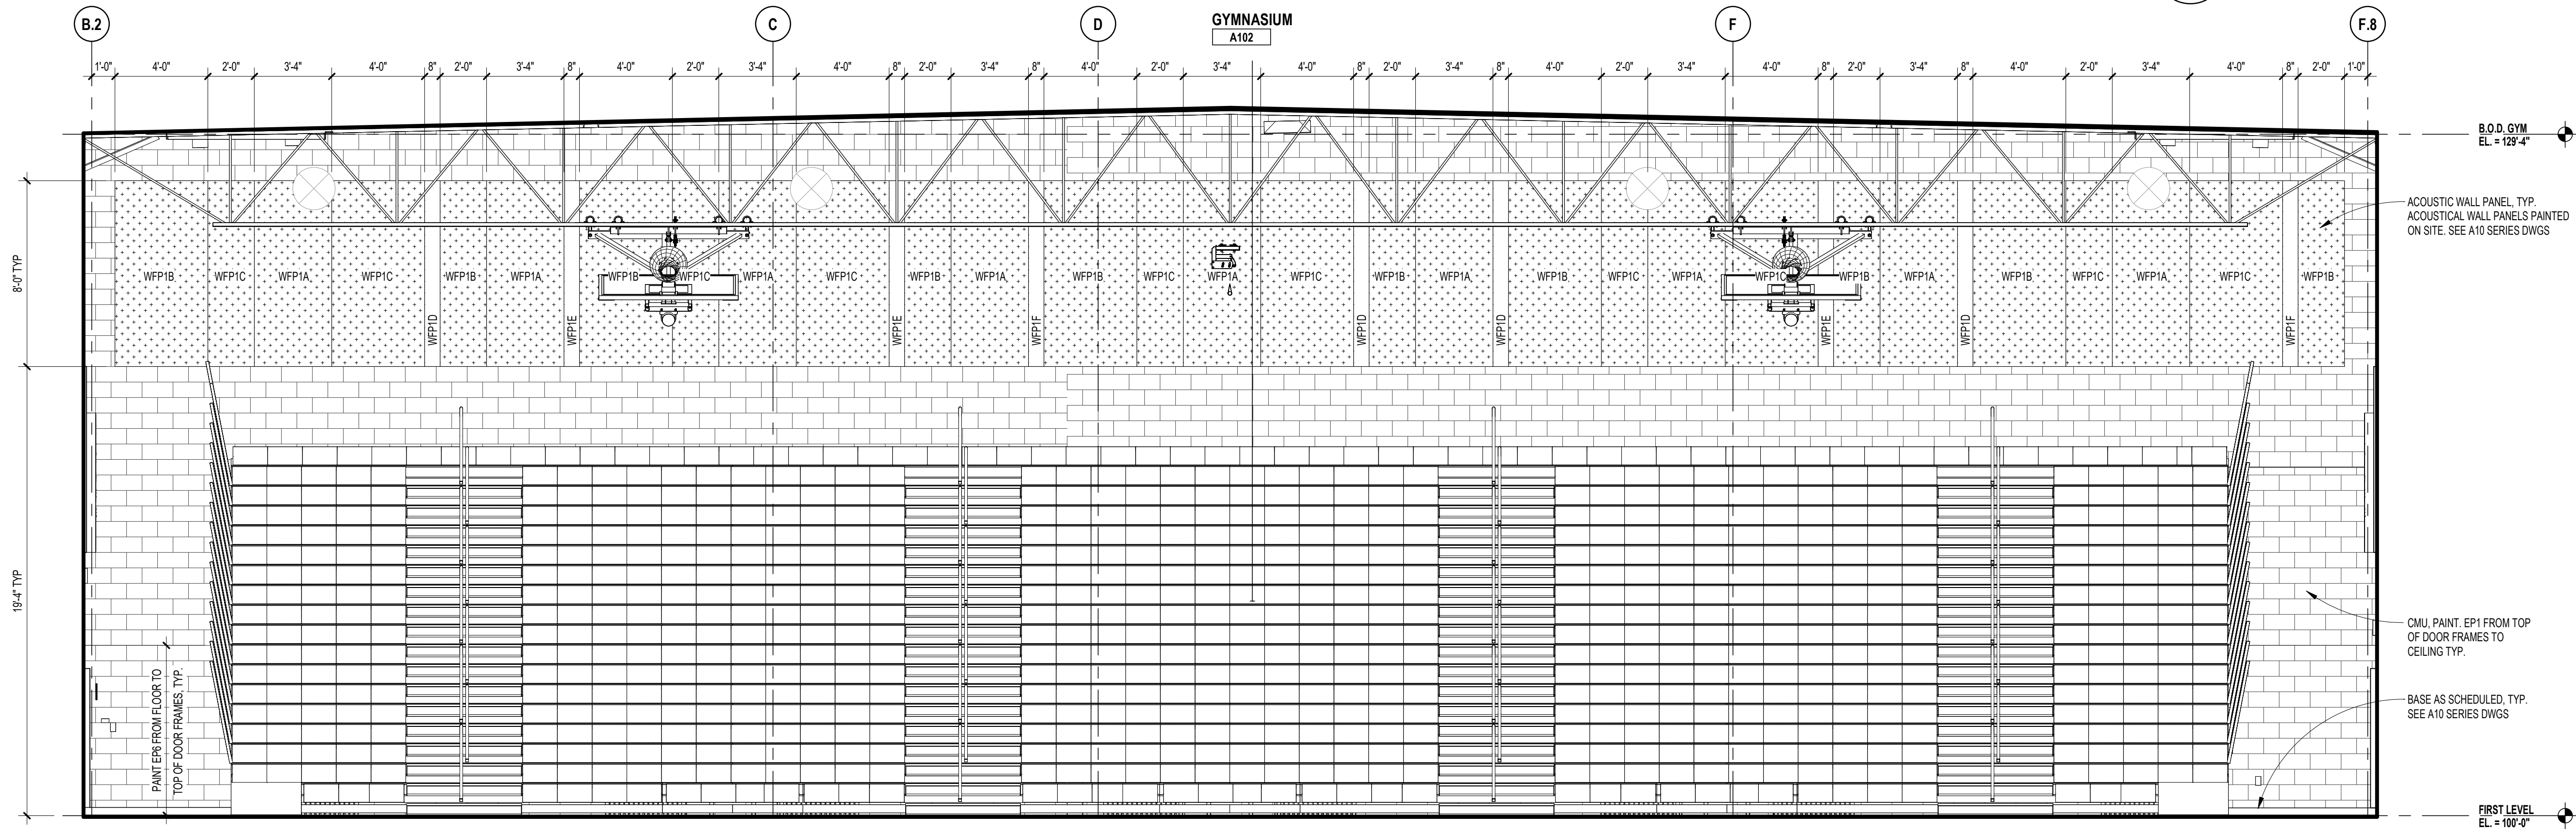 B.2 C D F F.8
GYMNASIUM
A102
1'-0" 4'-0" 2'-0" 3'-4" 4'-0" 8" 2'-0" 3'-4" 8" 4'-0" 2'-0" 3'-4" 4'-0" 8" 2'-0" 3'-4" 8" 4'-0" 2'-0" 3'-4" 4'-0" 8" 2'-0" 3'-4" 8" 4'-0" 2'-0" 3'-4" 4'-0" 8" 2'-0" 3'-4" 8" 4'-0" 2'-0" 3'-4" 4'-0" 8" 2'-0" 1'-0"
B.O.D. GYM
EL. = 129'-4"
ACOUSTIC WALL PANEL, TYP.
ACOUSTICAL WALL PANELS PAINTED
ON SITE. SEE A10 SERIES DWGS
8'-0" TYP
WFP1B WFP1C WFP1A WFP1C WFP1B WFP1A WFP1B WFP1C WFP1A WFP1C WFP1B WFP1A WFP1B WFP1C WFP1A WFP1C WFP1B WFP1A WFP1B WFP1C WFP1A WFP1C WFP1B WFP1A WFP1B WFP1C WFP1A WFP1C WFP1B
WFP1D WFP1E WFP1E WFP1F WFP1D WFP1D WFP1E WFP1D WFP1F
19'-4" TYP
PAINT EP6 FROM FLOOR TO
TOP OF DOOR FRAMES, TYP.
CMU, PAINT. EP1 FROM TOP
OF DOOR FRAMES TO
CEILING TYP.
BASE AS SCHEDULED, TYP.
SEE A10 SERIES DWGS
FIRST LEVEL
EL. = 100'-0"